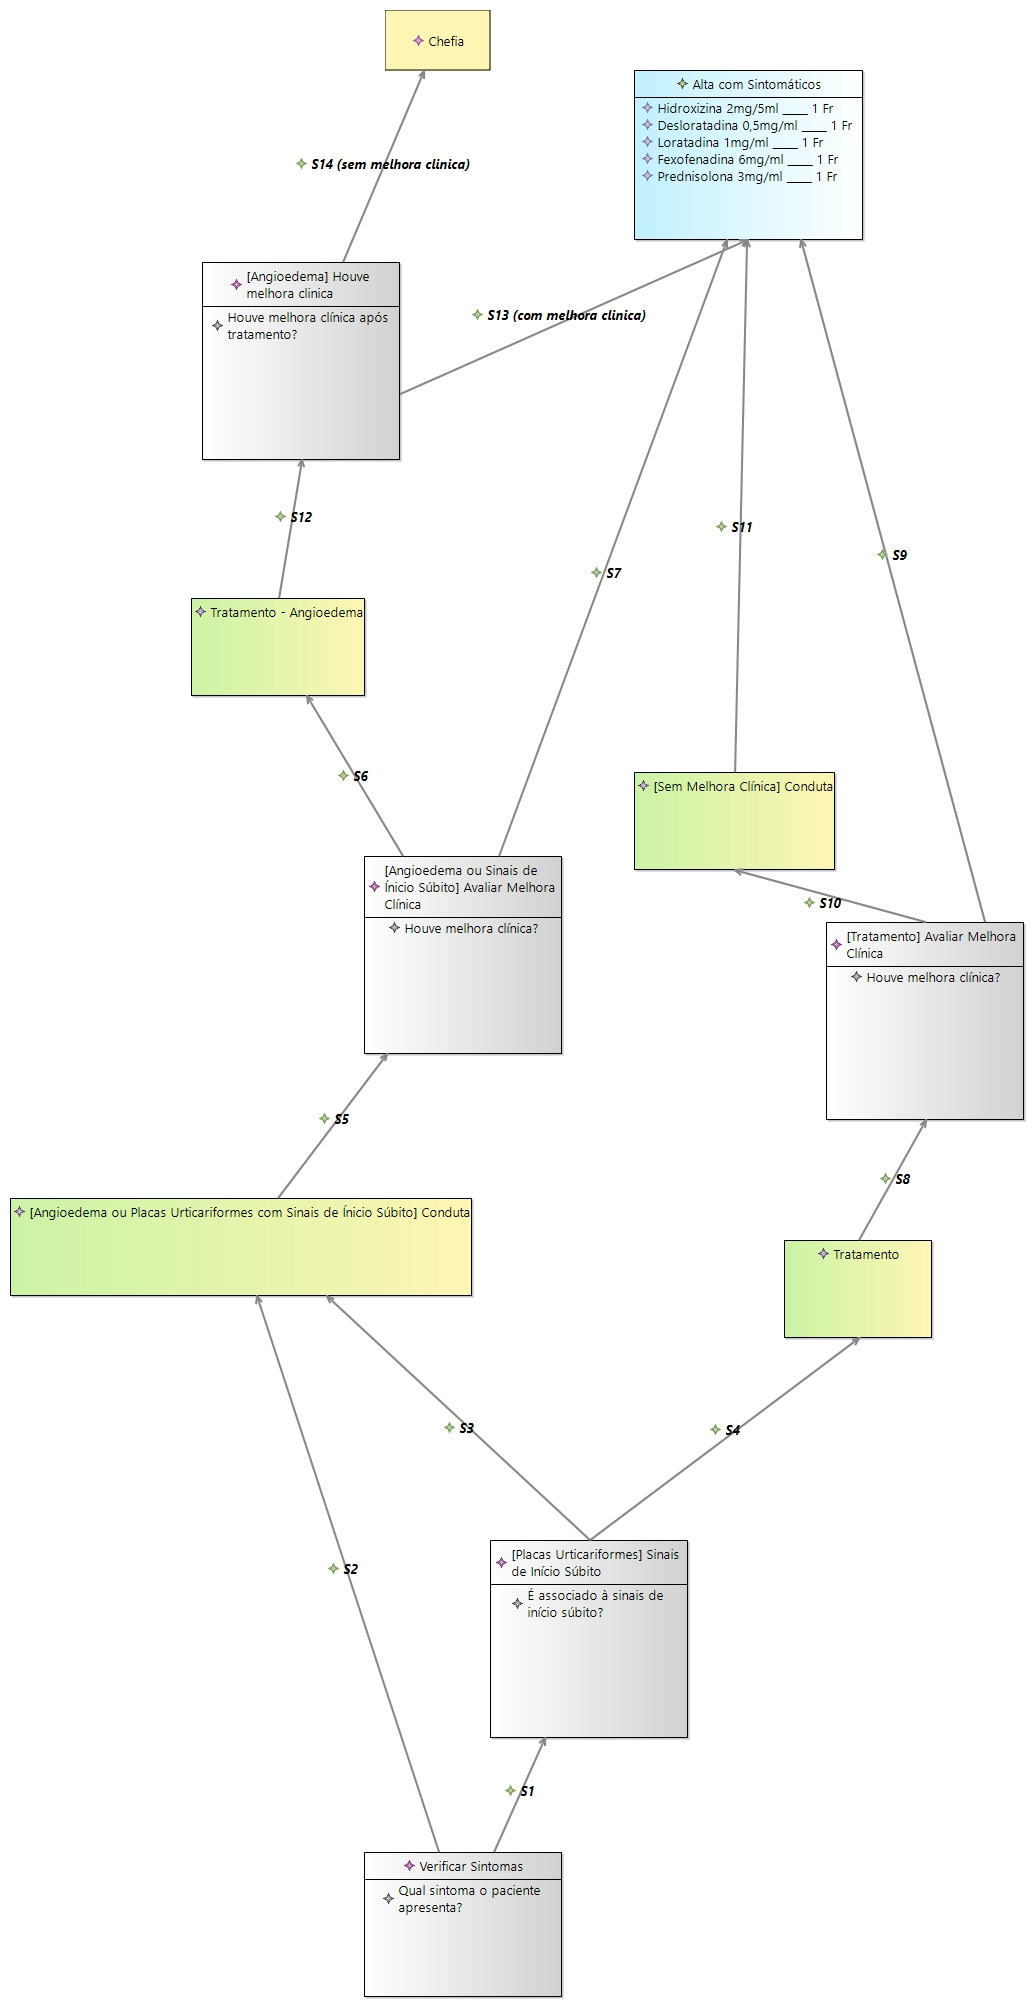 Chefia
Alta com Sintomáticos
Hidroxizina 2mg/5ml ____ 1 Fr
Desloratadina 0,5mg/ml ____ 1 Fr
Loratadina 1mg/ml ____ 1 Fr
Fexofenadina 6mg/ml ____ 1 Fr
Prednisolona 3mg/ml ____ 1 Fr
S14 (sem melhora clinica)
[Angioedema] Houve
melhora clinica
Houve melhora clínica após
tratamento?
S13 (com melhora clinica)
S12
S11
S9
S7
Tratamento - Angioedema
S6
[Sem Melhora Clínica] Conduta
[Angioedema ou Sinais de
Ínicio Súbito] Avaliar Melhora
Clínica
Houve melhora clínica?
S10
[Tratamento] Avaliar Melhora
Clínica
Houve melhora clínica?
S5
S8
[Angioedema ou Placas Urticariformes com Sinais de Ínicio Súbito] Conduta
Tratamento
S3
S4
S2
[Placas Urticariformes] Sinais
de Início Súbito
É associado à sinais de
início súbito?
S1
Verificar Sintomas
Qual sintoma o paciente
apresenta?